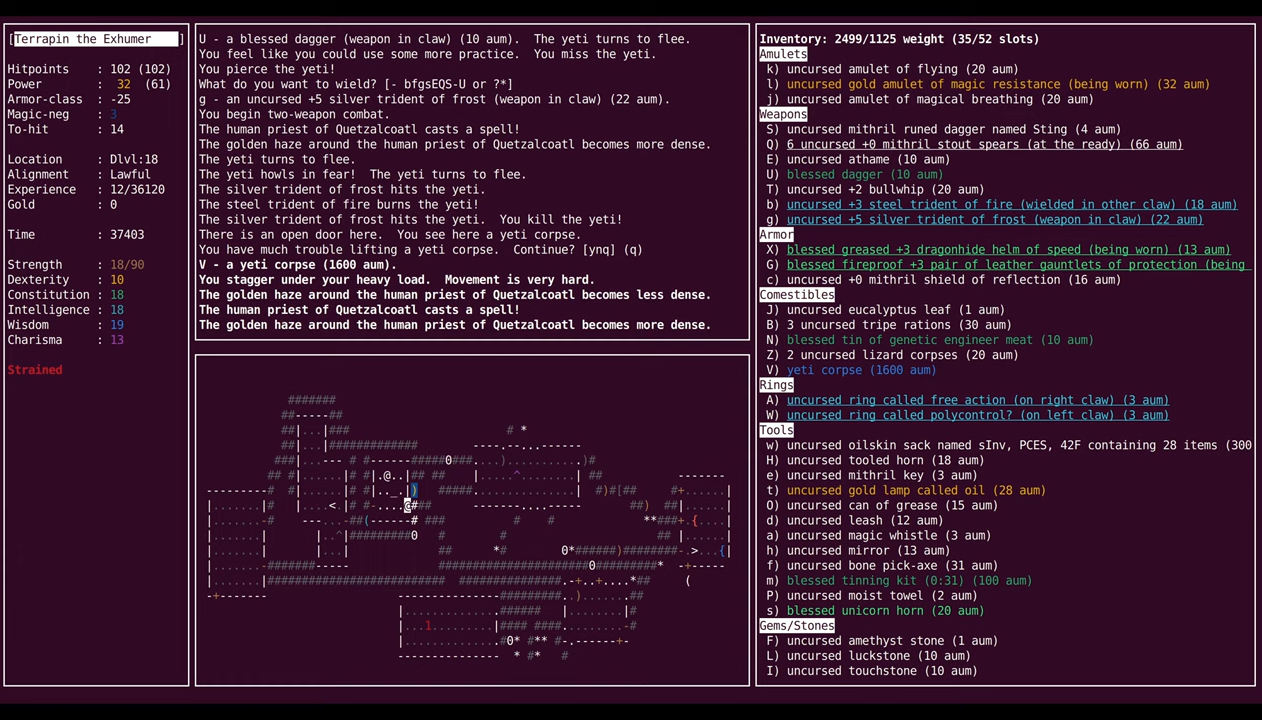 [Terrapin the Exhumer ]
Hitpoints : 102 (102)
Power : 32 (61)
Armor-class : -25
Magic-neg : 3
To-hit : 14
Location : Dlvl:18
Alignment : Lawful
Experience : 12/36120
Gold : 0
Time : 37403
Strength : 18/90
Dexterity : 10
Constitution : 18
Intelligence : 18
Wisdom : 19
Charisma : 13
Strained
U - a blessed dagger (weapon in claw) (10 aum). The yeti turns to flee.
You feel like you could use some more practice. You miss the yeti.
You pierce the yeti!
What do you want to wield? [- bfgsEQS-U or ?*]
g - an uncursed +5 silver trident of frost (weapon in claw) (22 aum).
You begin two-weapon combat.
The human priest of Quetzalcoatl casts a spell!
The golden haze around the human priest of Quetzalcoatl becomes more dense.
The yeti turns to flee.
The yeti howls in fear! The yeti turns to flee.
The silver trident of frost hits the yeti.
The steel trident of fire burns the yeti!
The silver trident of frost hits the yeti. You kill the yeti!
There is an open door here. You see here a yeti corpse.
You have much trouble lifting a yeti corpse. Continue? [ynq] (q)
V - a yeti corpse (1600 aum).
You stagger under your heavy load. Movement is very hard.
The golden haze around the human priest of Quetzalcoatl becomes less dense.
The human priest of Quetzalcoatl casts a spell!
The golden haze around the human priest of Quetzalcoatl becomes more dense.
Inventory: 2499/1125 weight (35/52 slots)
Amulets
k) uncursed amulet of flying (20 aum)
l) uncursed gold amulet of magic resistance (being worn) (32 aum)
j) uncursed amulet of magical breathing (20 aum)
Weapons
S) uncursed mithril runed dagger named Sting (4 aum)
Q) 6 uncursed +0 mithril stout spears (at the ready) (66 aum)
E) uncursed athame (10 aum)
U) blessed dagger (10 aum)
T) uncursed +2 bullwhip (20 aum)
b) uncursed +3 steel trident of fire (wielded in other claw) (18 aum)
g) uncursed +5 silver trident of frost (weapon in claw) (22 aum)
Armor
X) blessed greased +3 dragonhide helm of speed (being worn) (13 aum)
G) blessed fireproof +3 pair of leather gauntlets of protection (being
c) uncursed +0 mithril shield of reflection (16 aum)
Comestibles
J) uncursed eucalyptus leaf (1 aum)
B) 3 uncursed tripe rations (30 aum)
N) blessed tin of genetic engineer meat (10 aum)
Z) 2 uncursed lizard corpses (20 aum)
V) yeti corpse (1600 aum)
Rings
A) uncursed ring called free action (on right claw) (3 aum)
W) uncursed ring called polycontrol? (on left claw) (3 aum)
Tools
w) uncursed oilskin sack named sInv, PCES, 42F containing 28 items (300
H) uncursed tooled horn (18 aum)
e) uncursed mithril key (3 aum)
t) uncursed gold lamp called oil (28 aum)
O) uncursed can of grease (15 aum)
d) uncursed leash (12 aum)
a) uncursed magic whistle (3 aum)
h) uncursed mirror (13 aum)
f) uncursed bone pick-axe (31 aum)
m) blessed tinning kit (0:31) (100 aum)
P) uncursed moist towel (2 aum)
s) blessed unicorn horn (20 aum)
Gems/Stones
F) uncursed amethyst stone (1 aum)
L) uncursed luckstone (10 aum)
I) uncursed touchstone (10 aum)